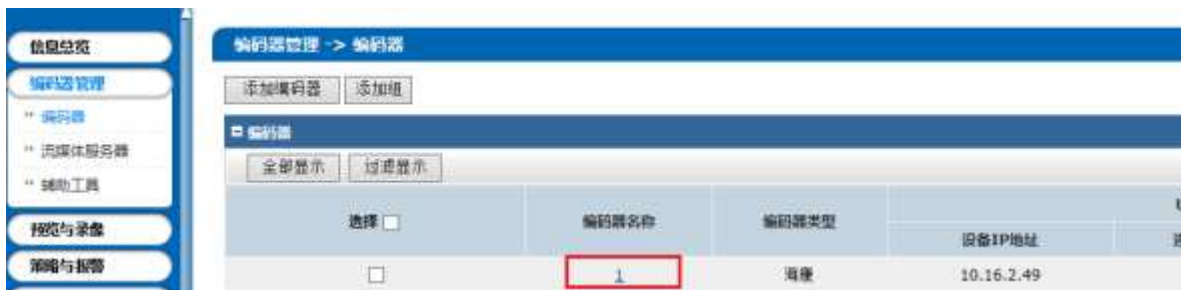 信息总览
编码器管理
编码器
流媒体服务器
辅助工具
预览与录像
策略与报警
编码器管理 -> 编码器
添加编码器 添加组
编码器
全部显示 过滤显示
选择 编码器名称 编码器类型
设备IP地址
1 海康 10.16.2.49